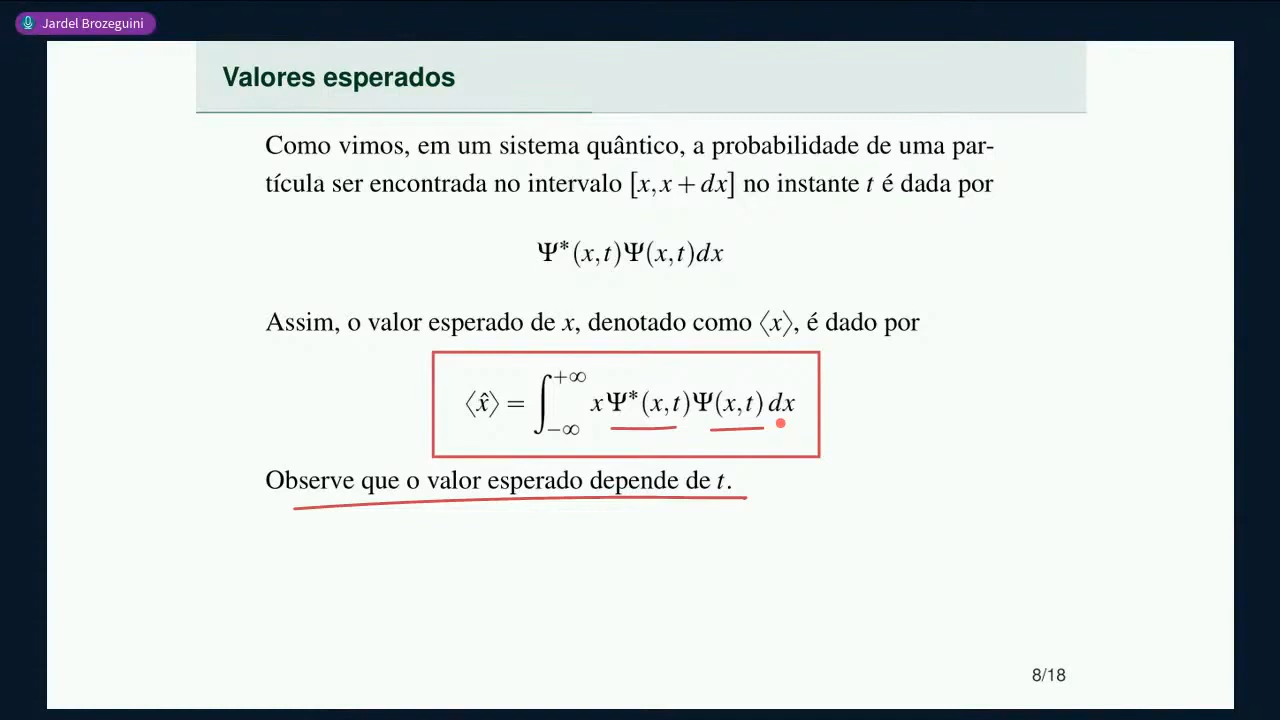 Jardel Brozeguini
Valores esperados
Como vimos, em um sistema quântico, a probabilidade de uma par-
tícula ser encontrada no intervalo [x, x + dx] no instante t é dada por
Ψ*(x,t)Ψ(x,t)dx
Assim, o valor esperado de x, denotado como ⟨x⟩, é dado por
⟨x̂⟩ = ∫_{−∞}^{+∞} xΨ*(x,t)Ψ(x,t) dx
Observe que o valor esperado depende de t.
8/18